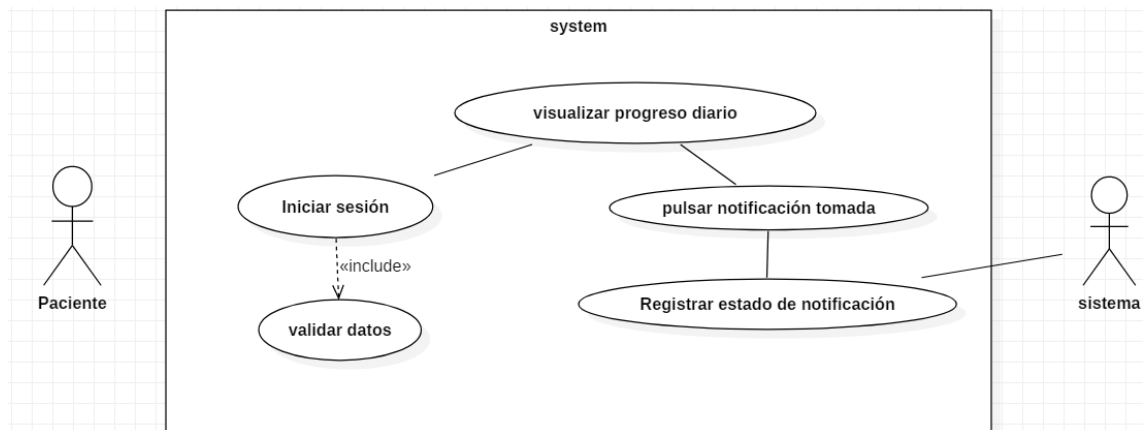 system
visualizar progreso diario
Iniciar sesión
pulsar notificación tomada
«include»
Paciente
Registrar estado de notificación
sistema
validar datos